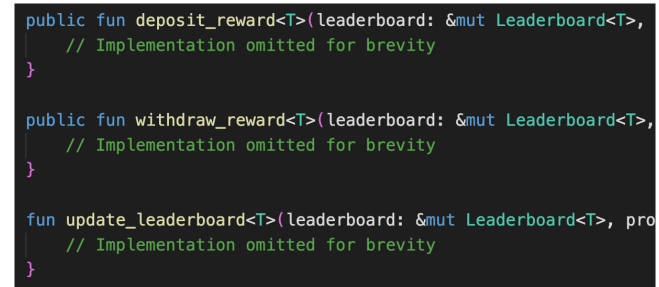 public fun deposit_reward<T>(leaderboard: &mut Leaderboard<T>,
// Implementation omitted for brevity
}
public fun withdraw_reward<T>(leaderboard: &mut Leaderboard<T>,
// Implementation omitted for brevity
}
fun update_leaderboard<T>(leaderboard: &mut Leaderboard<T>, pro
// Implementation omitted for brevity
}